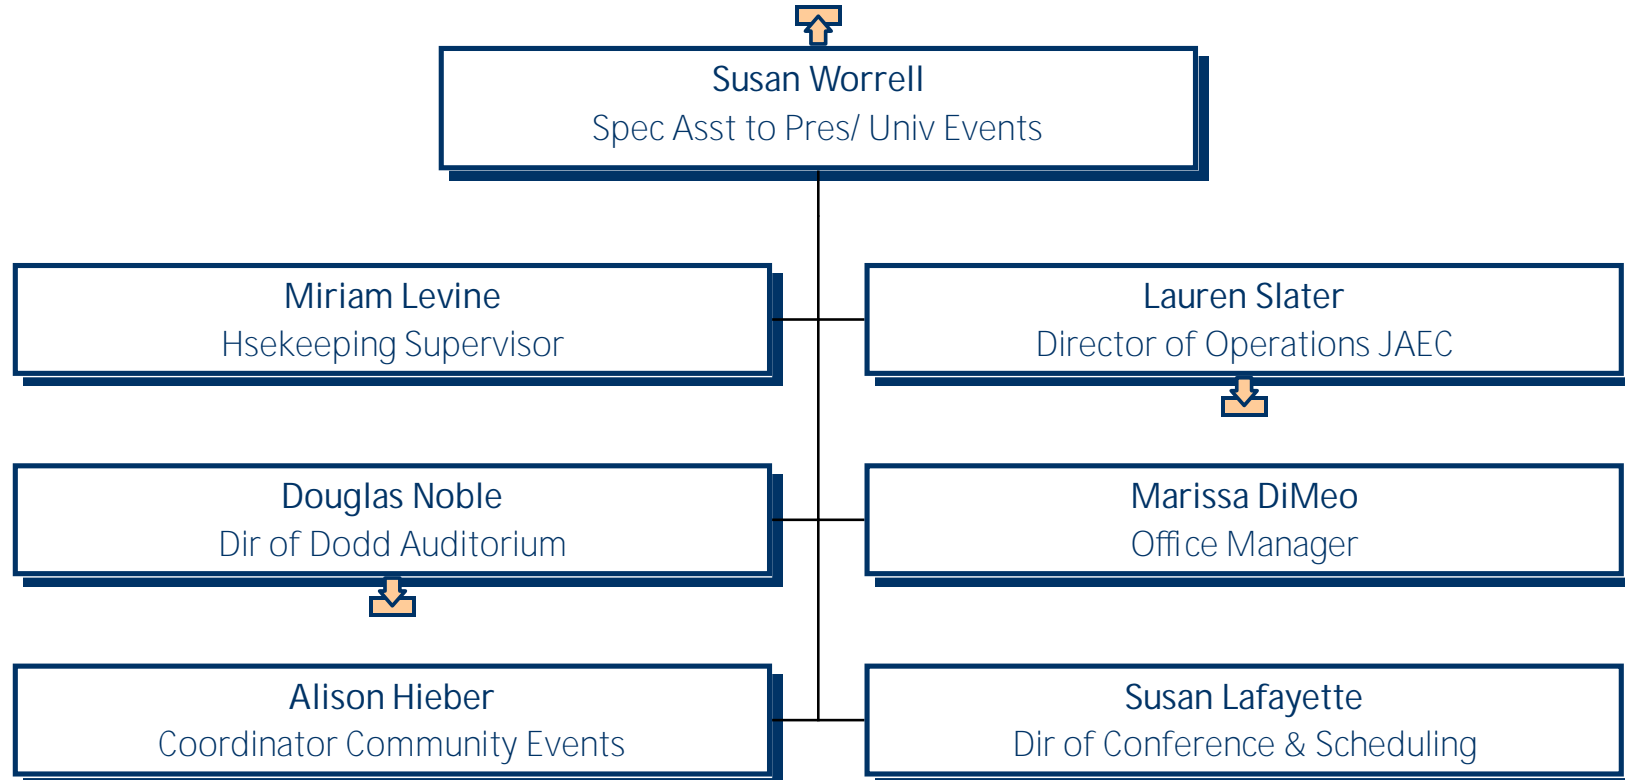 Susan Worrell
Spec Asst to Pres/ Univ Events
Miriam Levine
Hsekeeping Supervisor
Lauren Slater
Director of Operations JAEC
Douglas Noble
Dir of Dodd Auditorium
Marissa DiMeo
Office Manager
Alison Hieber
Coordinator Community Events
Susan Lafayette
Dir of Conference & Scheduling